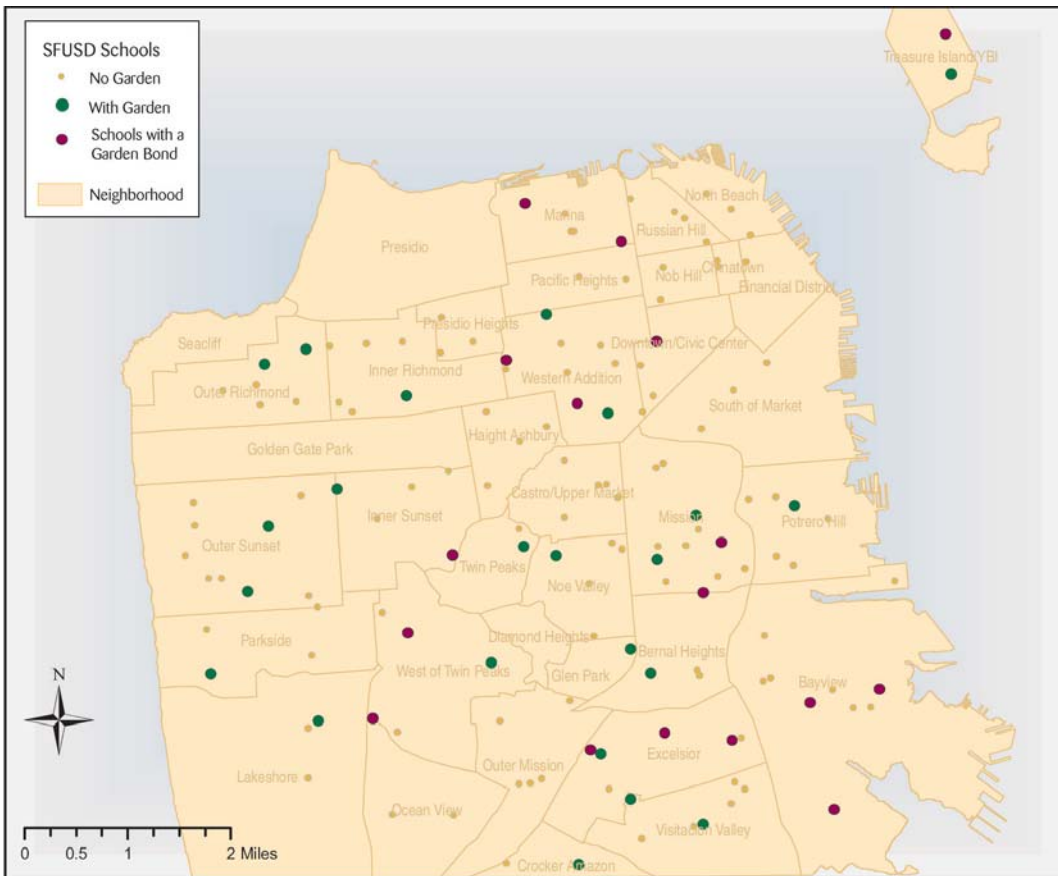 SFUSD Schools
No Garden
With Garden
Schools with a
Garden Bond
Neighborhood
Treasure Island/YBI
North Beach
Marina
Russian Hill
Presidio
Chinatown
Pacific Heights
Nob Hill
Financial District
Presidio Heights
Seacliff
Downtown/Civic Center
Inner Richmond
Western Addition
Outer Richmond
South of Market
Haight Ashbury
Golden Gate Park
Castro/Upper Market
Inner Sunset
Mission
Potrero Hill
Outer Sunset
Twin Peaks
Noe Valley
Diamond Heights
Parkside
Bernal Heights
West of Twin Peaks
Glen Park
Bayview
N
Excelsior
Outer Mission
Lakeshore
Ocean View
Visitacion Valley
Crocker Amazon
0 0.5 1 2 Miles